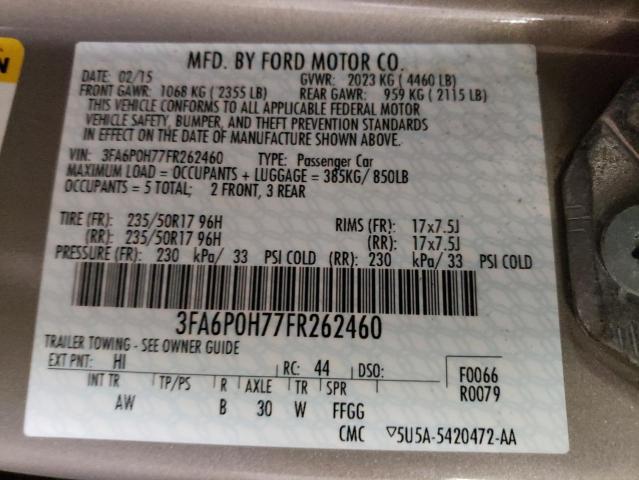 N
MFD. BY FORD MOTOR CO.
DATE: 02/15 GVWR: 2023 KG ( 4460 LB)
FRONT GAWR: 1068 KG ( 2355 LB) REAR GAWR: 959 KG ( 2115 LB)
THIS VEHICLE CONFORMS TO ALL APPLICABLE FEDERAL MOTOR
VEHICLE SAFETY, BUMPER, AND THEFT PREVENTION STANDARDS
IN EFFECT ON THE DATE OF MANUFACTURE SHOWN ABOVE.
VIN: 3FA6P0H77FR262460 TYPE: Passenger Car
MAXIMUM LOAD = OCCUPANTS + LUGGAGE = 385KG/ 850LB
OCCUPANTS = 5 TOTAL; 2 FRONT, 3 REAR
TIRE (FR): 235/50R17 96H RIMS (FR): 17x7.5J
(RR): 235/50R17 96H (RR): 17x7.5J
PRESSURE (FR): 230 kPa/ 33 PSI COLD (RR): 230 kPa/ 33 PSI COLD
3FA6P0H77FR262460
TRAILER TOWING - SEE OWNER GUIDE
EXT PNT: HI RC: 44 DSO: F0066
INT TR TP/PS R AXLE TR SPR R0079
AW B 30 W FFGG
CMC ▽5U5A-5420472-AA